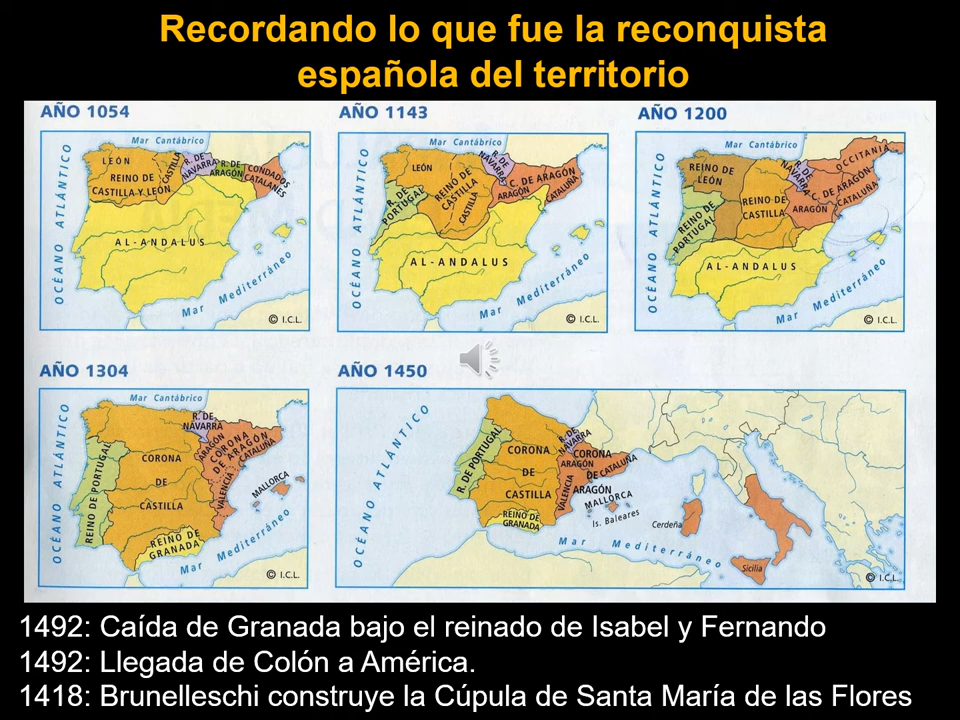 Recordando lo que fue la reconquista
española del territorio
AÑO 1054
Mar Cantábrico
OCÉANO ATLÁNTICO
LEÓN
REINO DE
CASTILLA Y LEÓN
CASTILLA
R. DE
NAVARRA
R. DE
ARAGÓN
CONDADOS
CATALANES
AL-ANDALUS
Mar Mediterráneo
© I.C.L.
AÑO 1143
Mar Cantábrico
OCÉANO ATLÁNTICO
LEÓN
R. DE
PORTUGAL
REINO DE
CASTILLA
CASTILLA
R. DE
NAVARRA
C. DE ARAGÓN
ARAGÓN
CATALUÑA
AL-ANDALUS
Mar Mediterráneo
© I.C.L.
AÑO 1200
Mar Cantábrico
OCÉANO ATLÁNTICO
REINO DE
LEÓN
REINO DE
PORTUGAL
REINO DE
CASTILLA
R. DE
NAVARRA
OCCITANIA
C. DE ARAGÓN
ARAGÓN
CATALUÑA
AL-ANDALUS
Mar Mediterráneo
© I.C.L.
AÑO 1304
Mar Cantábrico
OCÉANO ATLÁNTICO
REINO DE PORTUGAL
CORONA
DE
CASTILLA
R. DE
NAVARRA
ARAGÓN
CORONA
DE ARAGÓN
CATALUÑA
VALENCIA
MALLORCA
REINO DE
GRANADA
Mar Mediterráneo
© I.C.L.
AÑO 1450
OCÉANO ATLÁNTICO
R. DE PORTUGAL
CORONA
DE
CASTILLA
R. DE
NAVARRA
CORONA
ARAGÓN
DE CATALUÑA
ARAGÓN
VALENCIA
MALLORCA
Is. Baleares
REINO DE
GRANADA
Cerdeña
Sicilia
Mar Mediterráneo
© I.C.L.
1492: Caída de Granada bajo el reinado de Isabel y Fernando
1492: Llegada de Colón a América.
1418: Brunelleschi construye la Cúpula de Santa María de las Flores